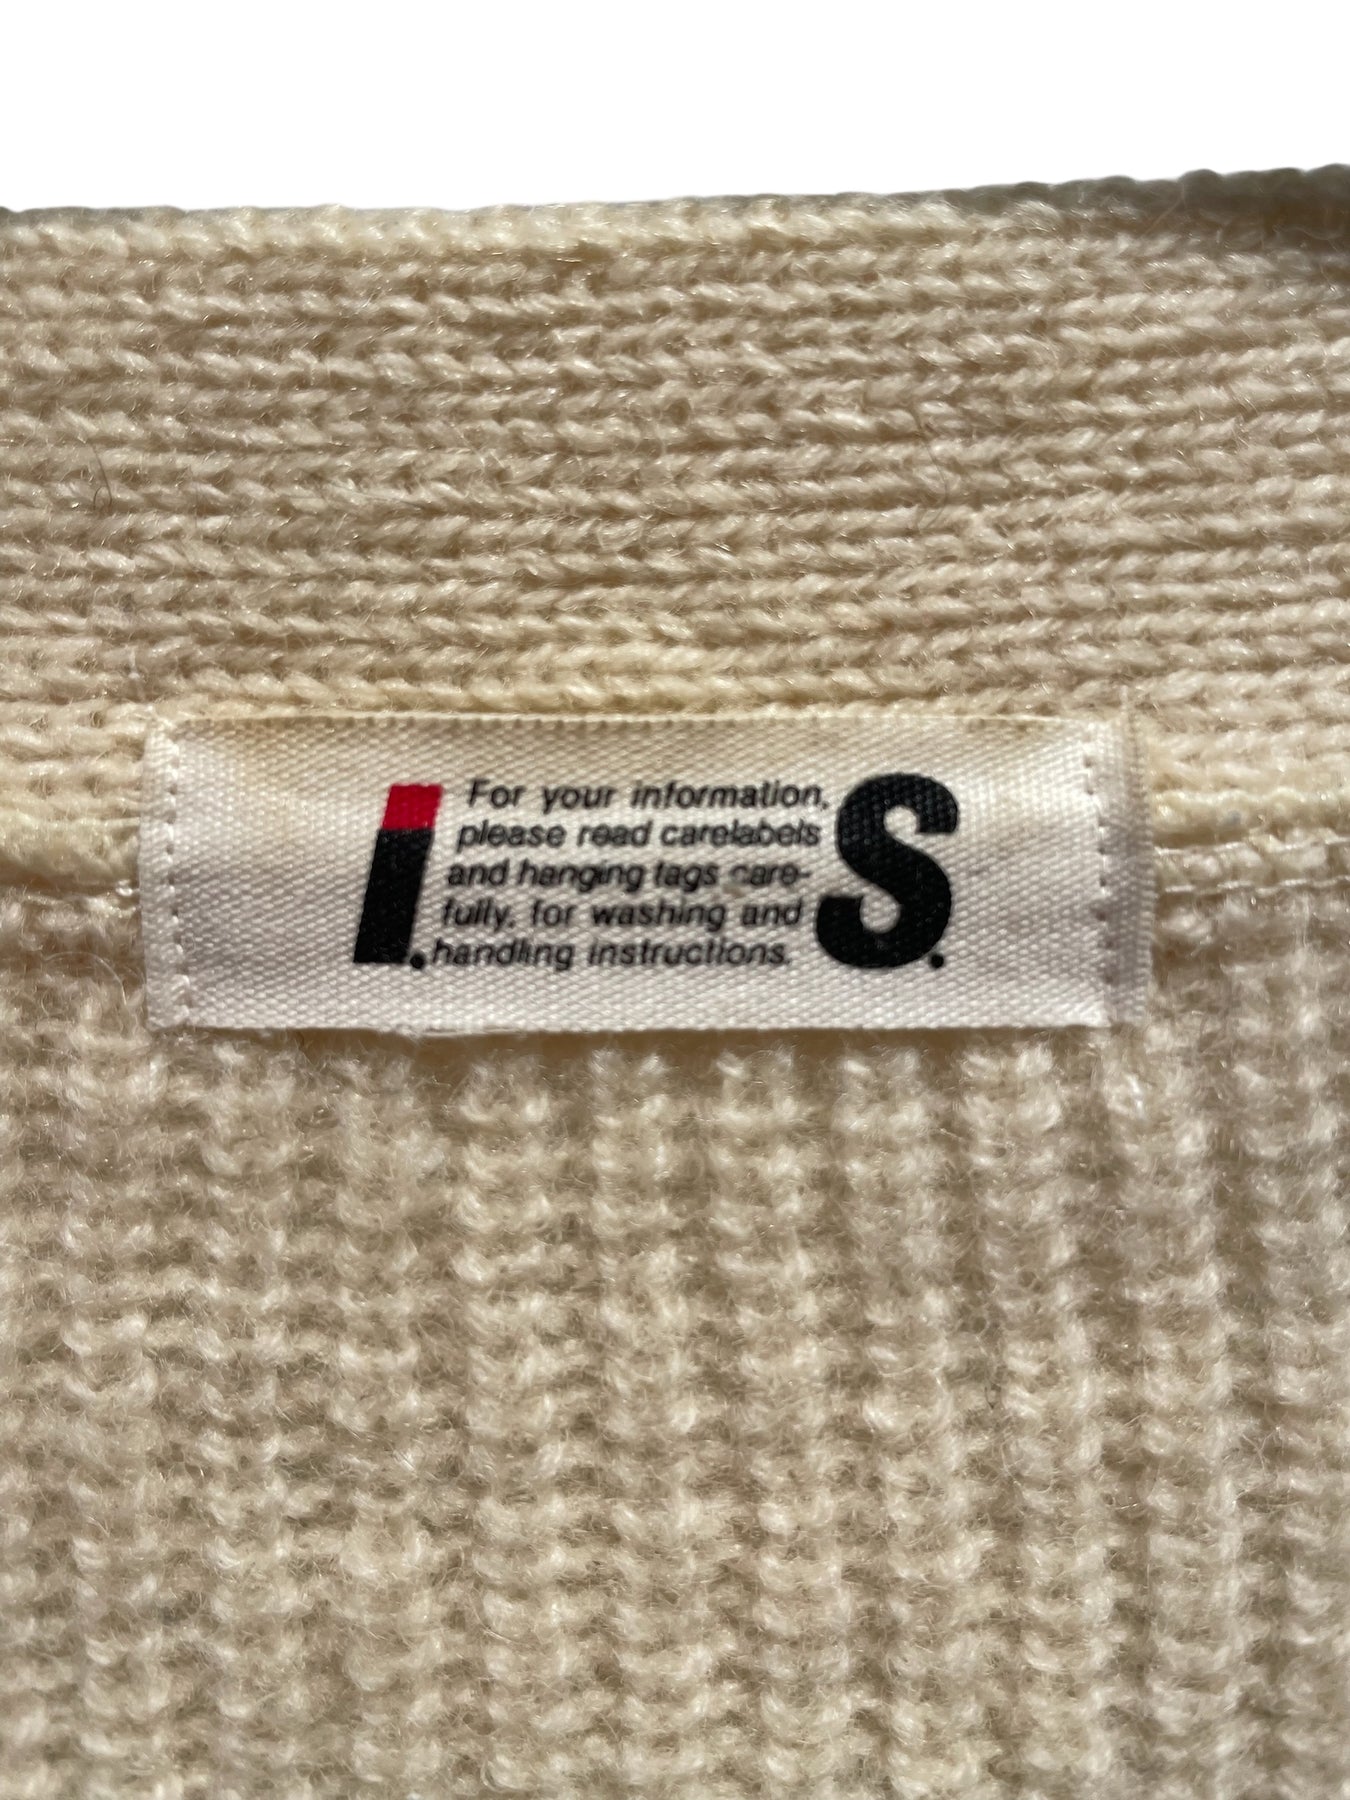 I.S.
For your information,
please read carelabels
and hanging tags care-
fully, for washing and
handling instructions.